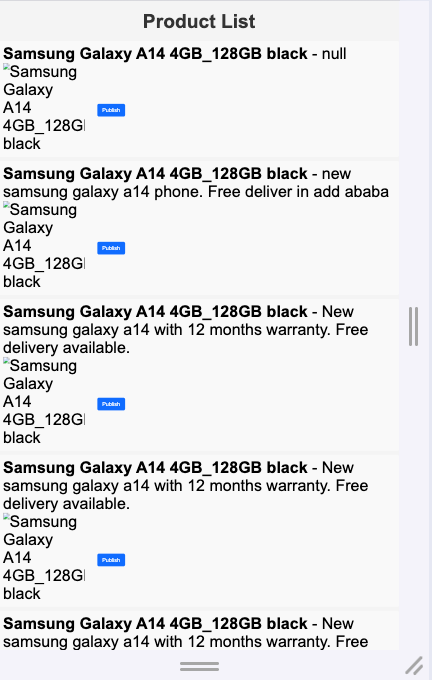 Product List
Samsung Galaxy A14 4GB_128GB black - null
Samsung
Galaxy
A14
4GB_128G
black
Publish
Samsung Galaxy A14 4GB_128GB black - new
samsung galaxy a14 phone. Free deliver in add ababa
Samsung
Galaxy
A14
4GB_128G
black
Publish
Samsung Galaxy A14 4GB_128GB black - New
samsung galaxy a14 with 12 months warranty. Free
delivery available.
Samsung
Galaxy
A14
4GB_128G
black
Publish
Samsung Galaxy A14 4GB_128GB black - New
samsung galaxy a14 with 12 months warranty. Free
delivery available.
Samsung
Galaxy
A14
4GB_128G
black
Publish
Samsung Galaxy A14 4GB_128GB black - New
samsung galaxy a14 with 12 months warranty. Free